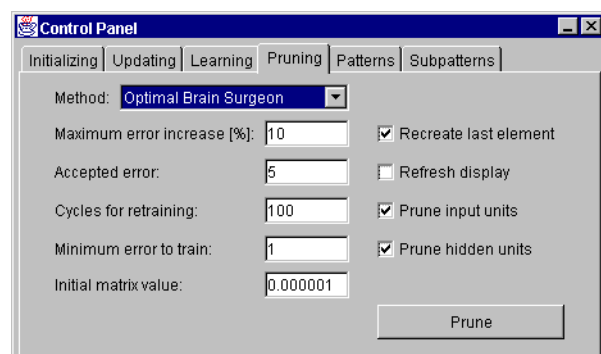 Control Panel
Initializing Updating Learning Pruning Patterns Subpatterns
Method: Optimal Brain Surgeon
Maximum error increase [%]: 10 Recreate last element
Accepted error: 5 Refresh display
Cycles for retraining: 100 Prune input units
Minimum error to train: 1 Prune hidden units
Initial matrix value: 0.000001
Prune